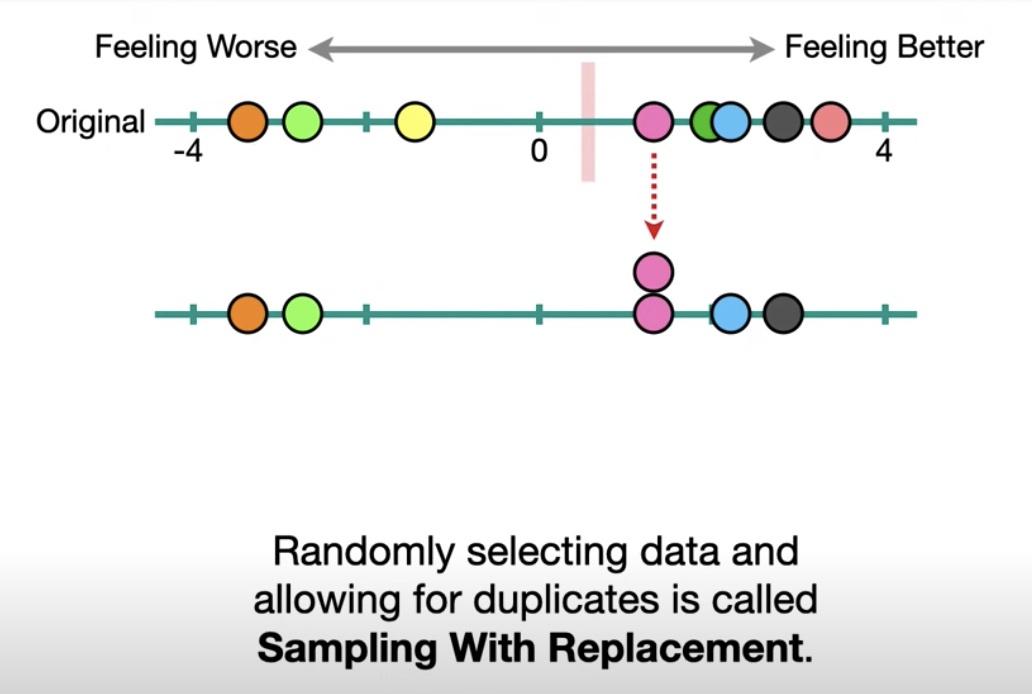 Feeling Worse Feeling Better
Original
-4 0 4
Randomly selecting data and
allowing for duplicates is called
Sampling With Replacement.